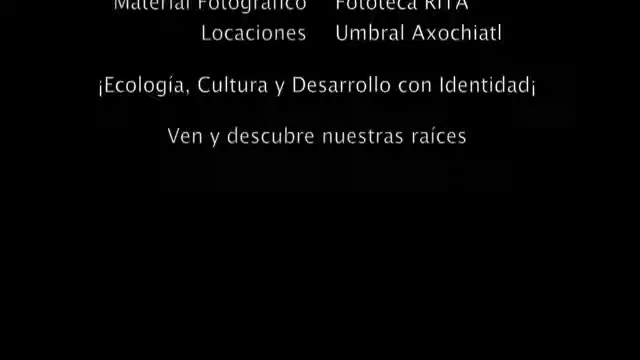 Material Fotográfico Fototeca RITA
Locaciones Umbral Axochiatl
¡Ecología, Cultura y Desarrollo con Identidad¡
Ven y descubre nuestras raíces